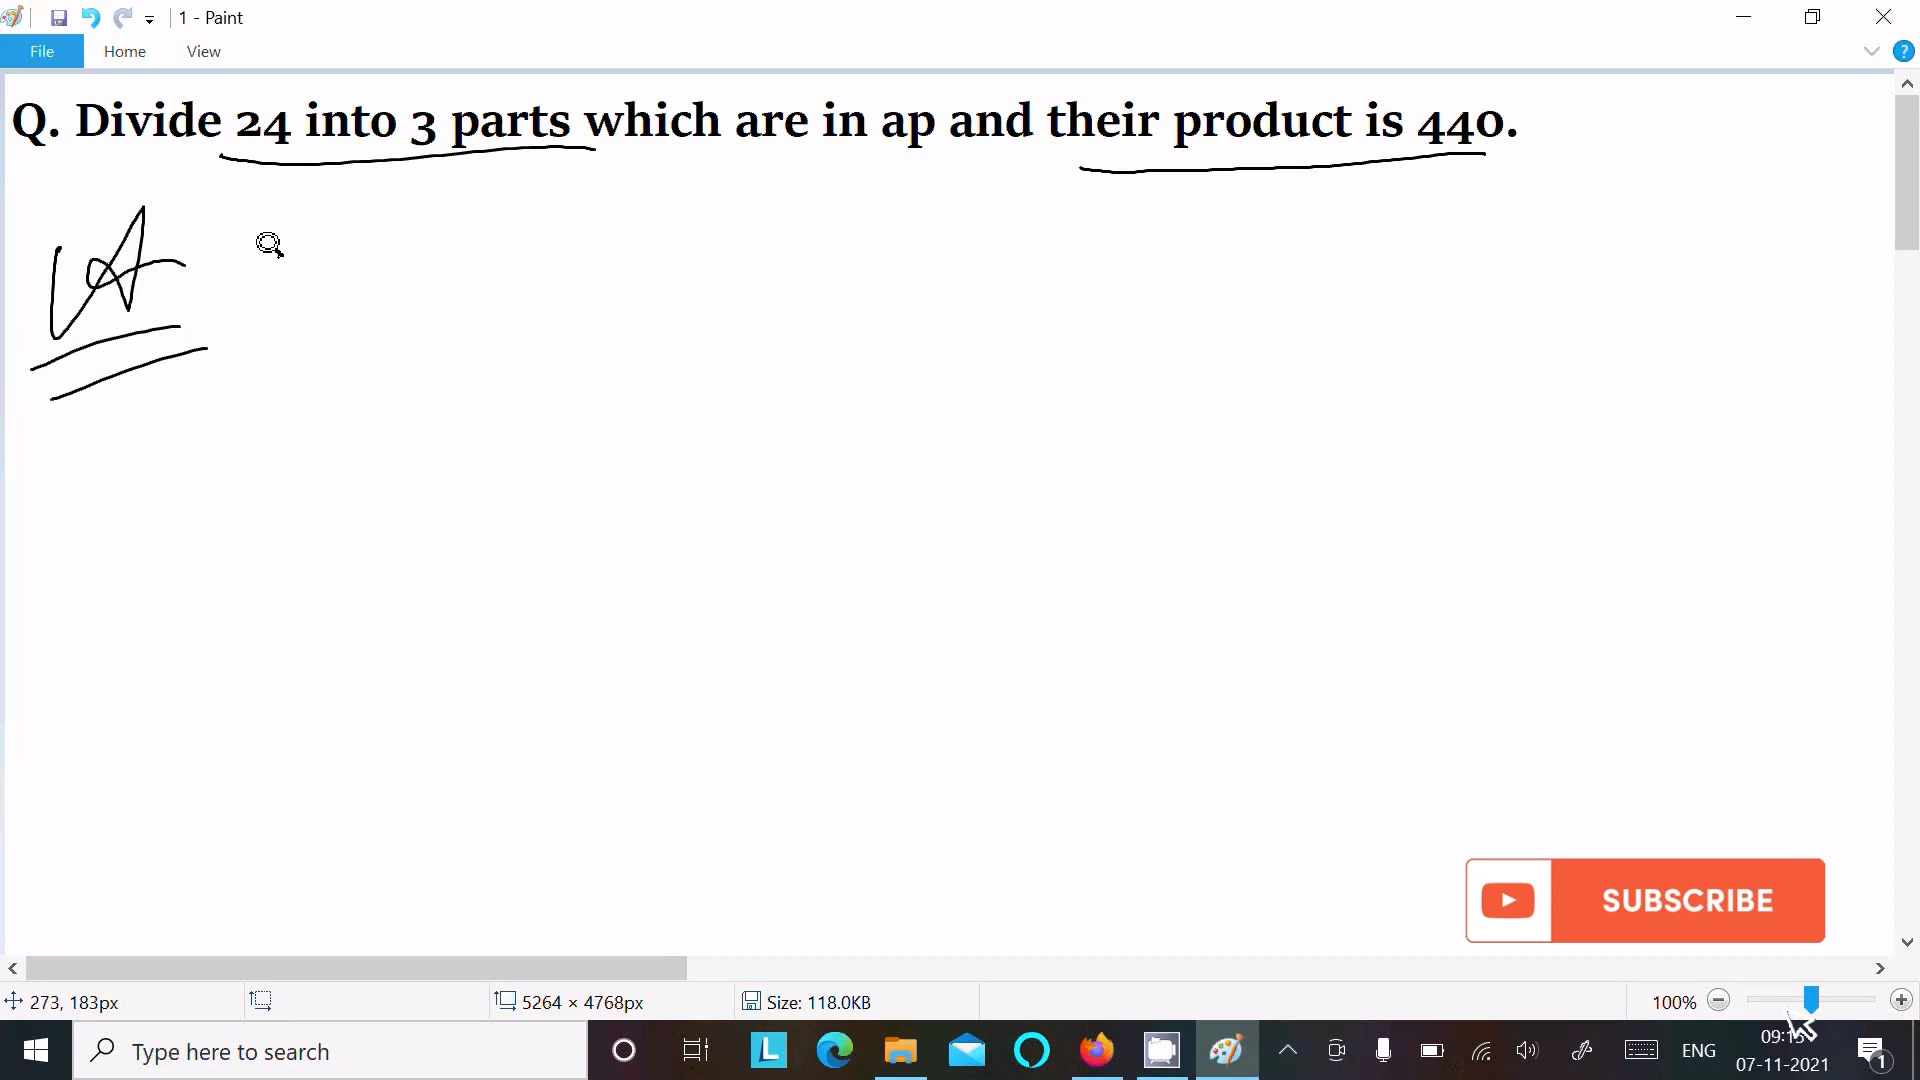 1 - Paint
File Home View
Q. Divide 24 into 3 parts which are in ap and their product is 440.
SUBSCRIBE
273, 183px 5264 × 4768px Size: 118.0KB 100%
Type here to search
ENG
07-11-2021
1